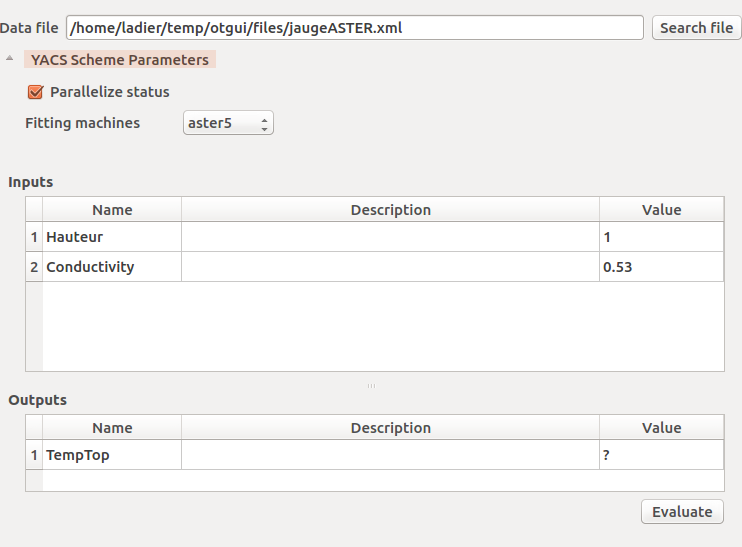 Data file /home/ladier/temp/otgui/files/jaugeASTER.xml Search file
YACS Scheme Parameters
Parallelize status
Fitting machines aster5
Inputs
Name Description Value
1 Hauteur 1
2 Conductivity 0.53
Outputs
Name Description Value
1 TempTop ?
Evaluate